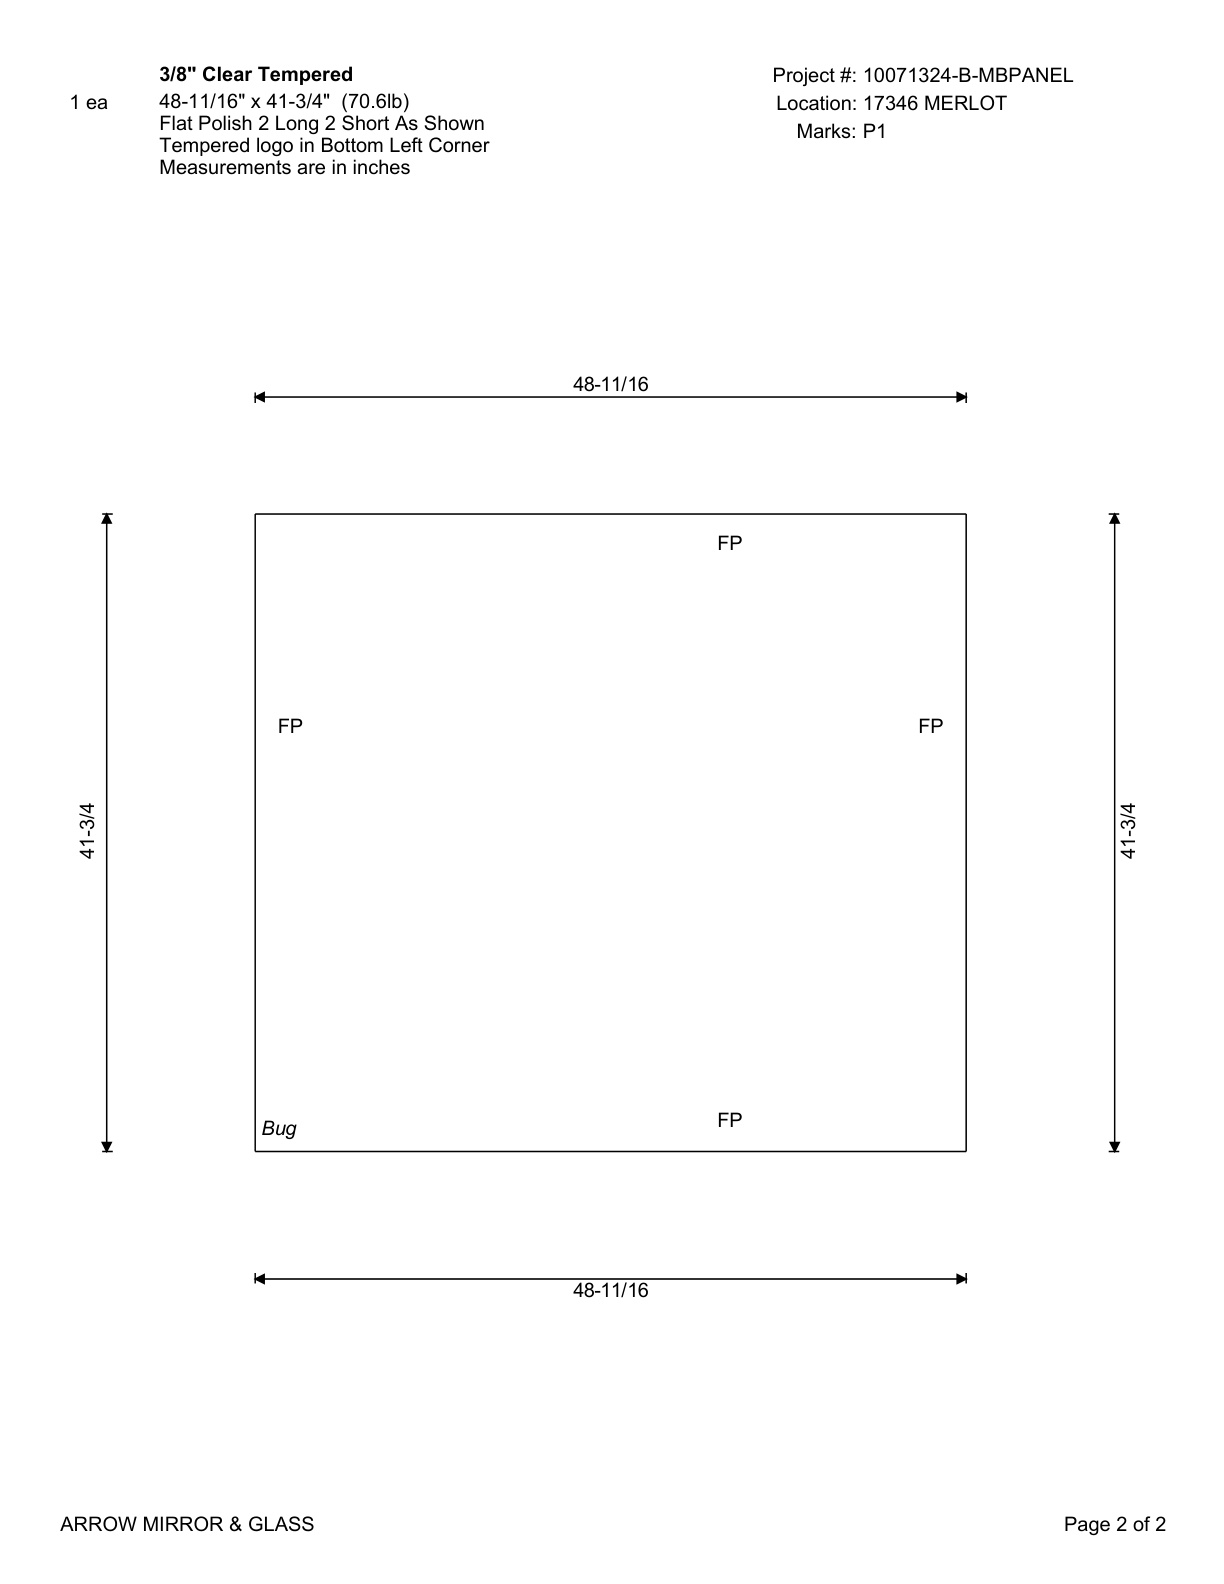 3/8" Clear Tempered
1 ea
48-11/16" x 41-3/4" (70.6lb)
Flat Polish 2 Long 2 Short As Shown
Tempered logo in Bottom Left Corner
Measurements are in inches
Project #: 10071324-B-MBPANEL
Location: 17346 MERLOT
Marks: P1
48-11/16
FP
FP
FP
41-3/4
41-3/4
FP
Bug
48-11/16
ARROW MIRROR & GLASS
Page 2 of 2